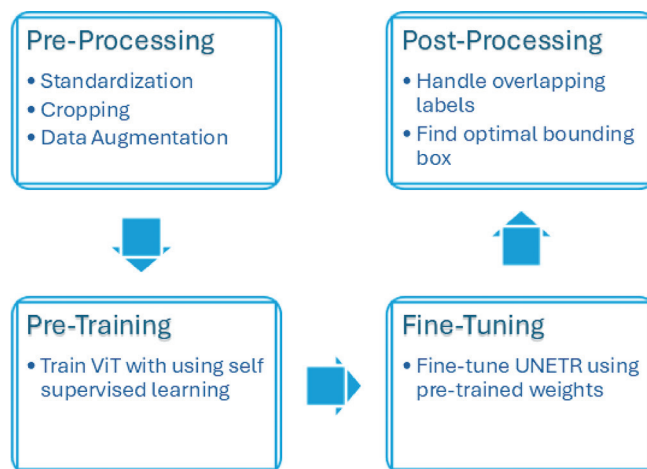 Pre-Processing
• Standardization
• Cropping
• Data Augmentation
Post-Processing
• Handle overlapping
labels
• Find optimal bounding
box
Pre-Training
• Train ViT with using self
supervised learning
Fine-Tuning
• Fine-tune UNETR using
pre-trained weights